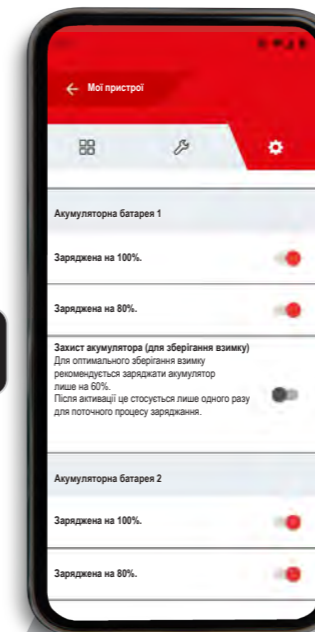 Мої пристрої
Акумуляторна батарея 1
Заряджена на 100%.
Заряджена на 80%.
Захист акумулятора (для зберігання взимку)
Для оптимального зберігання взимку
рекомендується заряджати акумулятор
лише на 60%.
Після активації це стосується лише одного разу
для поточного процесу заряджання.
Акумуляторна батарея 2
Заряджена на 100%.
Заряджена на 80%.